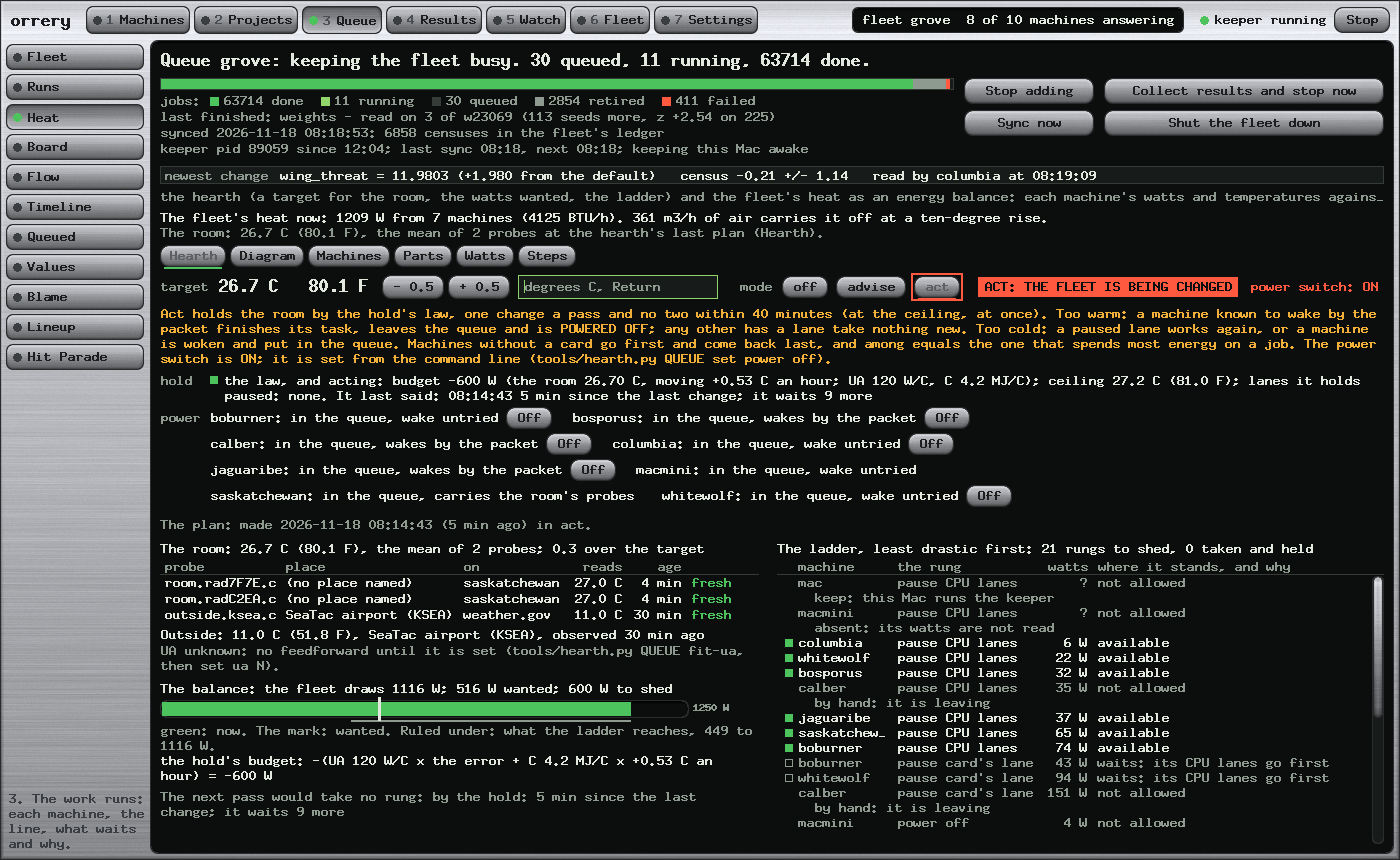 orrery 1 Machines 2 Projects 3 Queue 4 Results 5 Watch 6 Fleet 7 Settings fleet grove 8 of 10 machines answering keeper running Stop
Fleet
Runs
Heat
Board
Flow
Timeline
Queued
Values
Blame
Lineup
Hit Parade
3. The work runs:
each machine, the
line, what waits
and why.
Queue grove: keeping the fleet busy. 30 queued, 11 running, 63714 done.
jobs: 63714 done 11 running 30 queued 2854 retired 411 failed
last finished: weights - read on 3 of w23069 (113 seeds more, z +2.54 on 225)
synced 2026-11-18 08:18:53: 6858 censuses in the fleet's ledger
keeper pid 89059 since 12:04; last sync 08:18, next 08:18; keeping this Mac awake
Stop adding Collect results and stop now
Sync now Shut the fleet down
newest change wing_threat = 11.9803 (+1.980 from the default) census -0.21 +/- 1.14 read by columbia at 08:19:09
the hearth (a target for the room, the watts wanted, the ladder) and the fleet's heat as an energy balance: each machine's watts and temperatures agains…
The fleet's heat now: 1209 W from 7 machines (4125 BTU/h). 361 m3/h of air carries it off at a ten-degree rise.
The room: 26.7 C (80.1 F), the mean of 2 probes at the hearth's last plan (Hearth).
Hearth Diagram Machines Parts Watts Steps
target 26.7 C 80.1 F - 0.5 + 0.5 degrees C, Return mode off advise act ACT: THE FLEET IS BEING CHANGED power switch: ON
Act holds the room by the hold's law, one change a pass and no two within 40 minutes (at the ceiling, at once). Too warm: a machine known to wake by the
packet finishes its task, leaves the queue and is POWERED OFF; any other has a lane take nothing new. Too cold: a paused lane works again, or a machine
is woken and put in the queue. Machines without a card go first and come back last, and among equals the one that spends most energy on a job. The power
switch is ON; it is set from the command line (tools/hearth.py QUEUE set power off).
hold the law, and acting: budget -600 W (the room 26.70 C, moving +0.53 C an hour; UA 120 W/C, C 4.2 MJ/C); ceiling 27.2 C (81.0 F); lanes it holds
paused: none. It last said: 08:14:43 5 min since the last change; it waits 9 more
power boburner: in the queue, wake untried Off bosporus: in the queue, wakes by the packet Off
calber: in the queue, wakes by the packet Off columbia: in the queue, wake untried Off
jaguaribe: in the queue, wakes by the packet Off macmini: in the queue, wake untried
saskatchewan: in the queue, carries the room's probes whitewolf: in the queue, wake untried Off
The plan: made 2026-11-18 08:14:43 (5 min ago) in act.
The room: 26.7 C (80.1 F), the mean of 2 probes; 0.3 over the target
probe place on reads age
room.rad7F7E.c (no place named) saskatchewan 27.0 C 4 min fresh
room.radC2EA.c (no place named) saskatchewan 27.0 C 4 min fresh
outside.ksea.c SeaTac airport (KSEA) weather.gov 11.0 C 30 min fresh
Outside: 11.0 C (51.8 F), SeaTac airport (KSEA), observed 30 min ago
UA unknown: no feedforward until it is set (tools/hearth.py QUEUE fit-ua,
then set ua N).
The balance: the fleet draws 1116 W; 516 W wanted; 600 W to shed
1250 W
green: now. The mark: wanted. Ruled under: what the ladder reaches, 449 to
1116 W.
the hold's budget: -(UA 120 W/C x the error + C 4.2 MJ/C x +0.53 C an
hour) = -600 W
The next pass would take no rung: by the hold: 5 min since the last
change; it waits 9 more
The ladder, least drastic first: 21 rungs to shed, 0 taken and held
machine the rung watts where it stands, and why
mac pause CPU lanes ? not allowed
keep: this Mac runs the keeper
macmini pause CPU lanes ? not allowed
absent: its watts are not read
columbia pause CPU lanes 6 W available
whitewolf pause CPU lanes 22 W available
bosporus pause CPU lanes 32 W available
calber pause CPU lanes 35 W not allowed
by hand: it is leaving
jaguaribe pause CPU lanes 37 W available
saskatchew… pause CPU lanes 65 W available
boburner pause CPU lanes 74 W available
boburner pause card's lane 43 W waits: its CPU lanes go first
whitewolf pause card's lane 94 W waits: its CPU lanes go first
calber pause card's lane 151 W not allowed
by hand: it is leaving
macmini power off 4 W not allowed